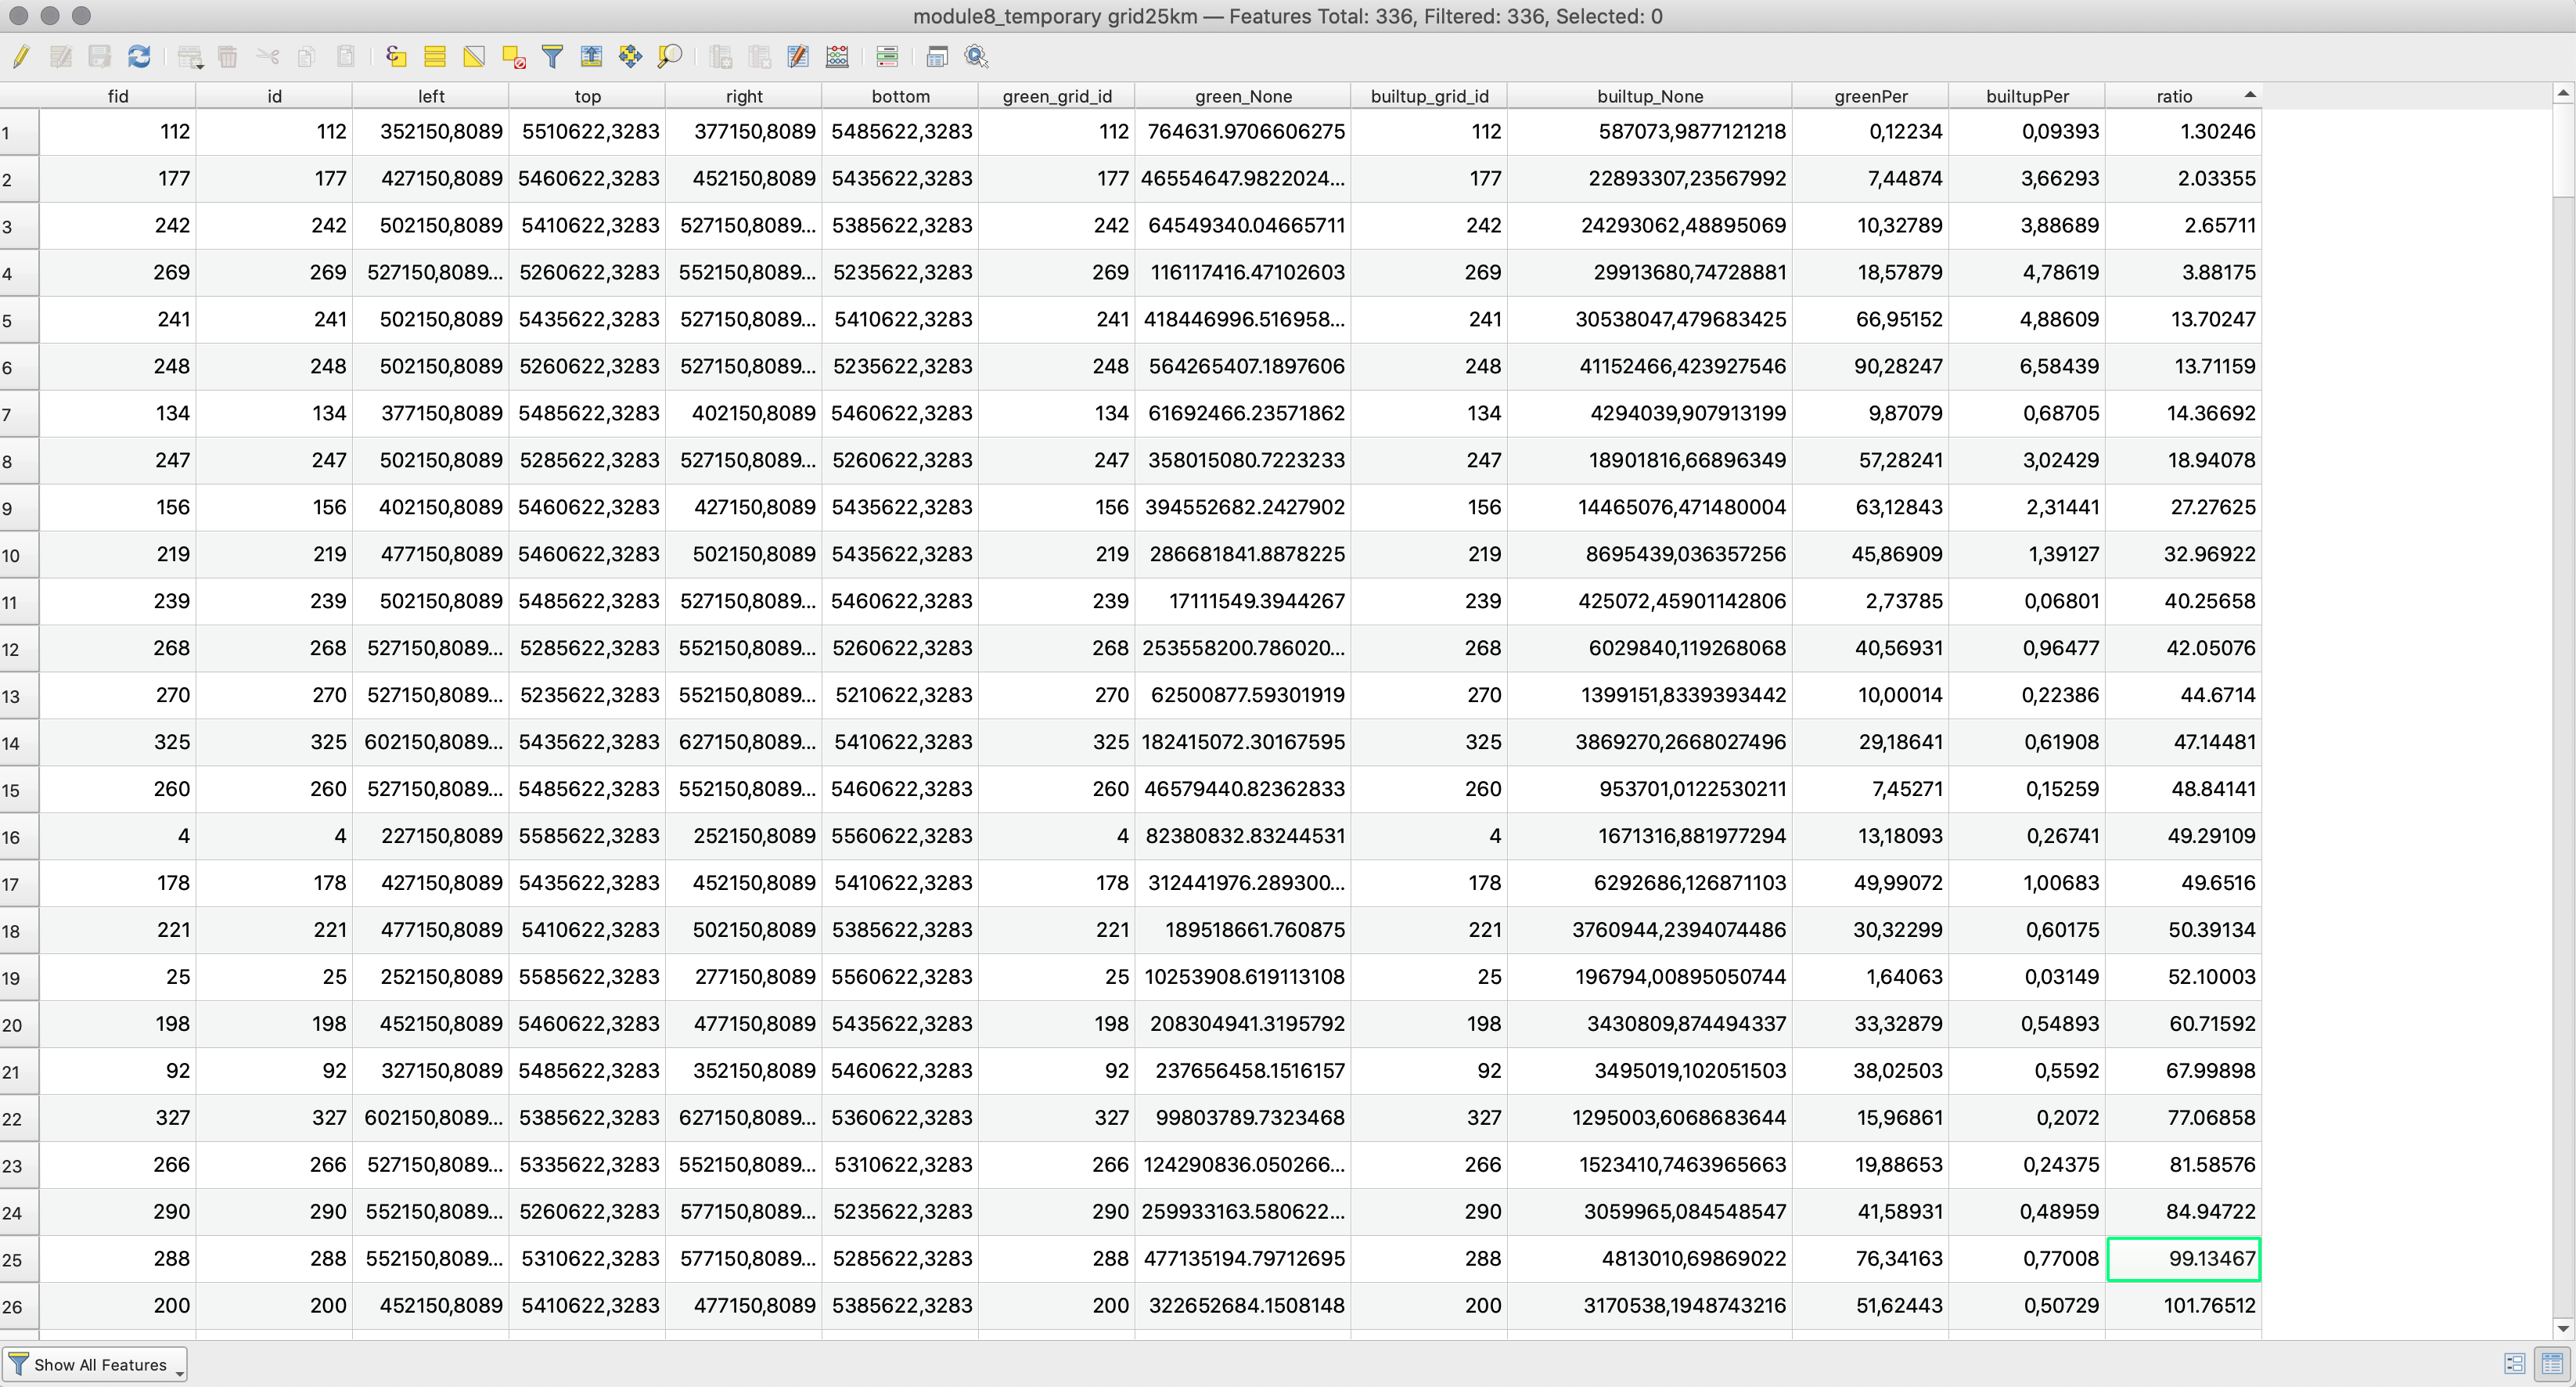 module8_temporary grid25km — Features Total: 336, Filtered: 336, Selected: 0
fid id left top right bottom green_grid_id green_None builtup_grid_id builtup_None greenPer builtupPer ratio
1 112 112 352150,8089 5510622,3283 377150,8089 5485622,3283 112 764631.9706606275 112 587073,9877121218 0,12234 0,09393 1.30246
2 177 177 427150,8089 5460622,3283 452150,8089 5435622,3283 177 46554647.9822024... 177 22893307,23567992 7,44874 3,66293 2.03355
3 242 242 502150,8089 5410622,3283 527150,8089... 5385622,3283 242 64549340.04665711 242 24293062,48895069 10,32789 3,88689 2.65711
4 269 269 527150,8089... 5260622,3283 552150,8089... 5235622,3283 269 116117416.47102603 269 29913680,74728881 18,57879 4,78619 3.88175
5 241 241 502150,8089 5435622,3283 527150,8089... 5410622,3283 241 418446996.516958... 241 30538047,479683425 66,95152 4,88609 13.70247
6 248 248 502150,8089 5260622,3283 527150,8089... 5235622,3283 248 564265407.1897606 248 41152466,423927546 90,28247 6,58439 13.71159
7 134 134 377150,8089 5485622,3283 402150,8089 5460622,3283 134 61692466.23571862 134 4294039,907913199 9,87079 0,68705 14.36692
8 247 247 502150,8089 5285622,3283 527150,8089... 5260622,3283 247 358015080.7223233 247 18901816,66896349 57,28241 3,02429 18.94078
9 156 156 402150,8089 5460622,3283 427150,8089 5435622,3283 156 394552682.2427902 156 14465076,471480004 63,12843 2,31441 27.27625
10 219 219 477150,8089 5460622,3283 502150,8089 5435622,3283 219 286681841.8878225 219 8695439,036357256 45,86909 1,39127 32.96922
11 239 239 502150,8089 5485622,3283 527150,8089... 5460622,3283 239 17111549.3944267 239 425072,45901142806 2,73785 0,06801 40.25658
12 268 268 527150,8089... 5285622,3283 552150,8089... 5260622,3283 268 253558200.786020... 268 6029840,119268068 40,56931 0,96477 42.05076
13 270 270 527150,8089... 5235622,3283 552150,8089... 5210622,3283 270 62500877.59301919 270 1399151,8339393442 10,00014 0,22386 44.6714
14 325 325 602150,8089... 5435622,3283 627150,8089... 5410622,3283 325 182415072.30167595 325 3869270,2668027496 29,18641 0,61908 47.14481
15 260 260 527150,8089... 5485622,3283 552150,8089... 5460622,3283 260 46579440.82362833 260 953701,0122530211 7,45271 0,15259 48.84141
16 4 4 227150,8089 5585622,3283 252150,8089 5560622,3283 4 82380832.83244531 4 1671316,881977294 13,18093 0,26741 49.29109
17 178 178 427150,8089 5435622,3283 452150,8089 5410622,3283 178 312441976.289300... 178 6292686,126871103 49,99072 1,00683 49.6516
18 221 221 477150,8089 5410622,3283 502150,8089 5385622,3283 221 189518661.760875 221 3760944,2394074486 30,32299 0,60175 50.39134
19 25 25 252150,8089 5585622,3283 277150,8089 5560622,3283 25 10253908.619113108 25 196794,00895050744 1,64063 0,03149 52.10003
20 198 198 452150,8089 5460622,3283 477150,8089 5435622,3283 198 208304941.3195792 198 3430809,874494337 33,32879 0,54893 60.71592
21 92 92 327150,8089 5485622,3283 352150,8089 5460622,3283 92 237656458.1516157 92 3495019,102051503 38,02503 0,5592 67.99898
22 327 327 602150,8089... 5385622,3283 627150,8089... 5360622,3283 327 99803789.7323468 327 1295003,6068683644 15,96861 0,2072 77.06858
23 266 266 527150,8089... 5335622,3283 552150,8089... 5310622,3283 266 124290836.050266... 266 1523410,7463965663 19,88653 0,24375 81.58576
24 290 290 552150,8089... 5260622,3283 577150,8089... 5235622,3283 290 259933163.580622... 290 3059965,084548547 41,58931 0,48959 84.94722
25 288 288 552150,8089... 5310622,3283 577150,8089... 5285622,3283 288 477135194.79712695 288 4813010,69869022 76,34163 0,77008 99.13467
26 200 200 452150,8089 5410622,3283 477150,8089 5385622,3283 200 322652684.1508148 200 3170538,1948743216 51,62443 0,50729 101.76512
Show All Features